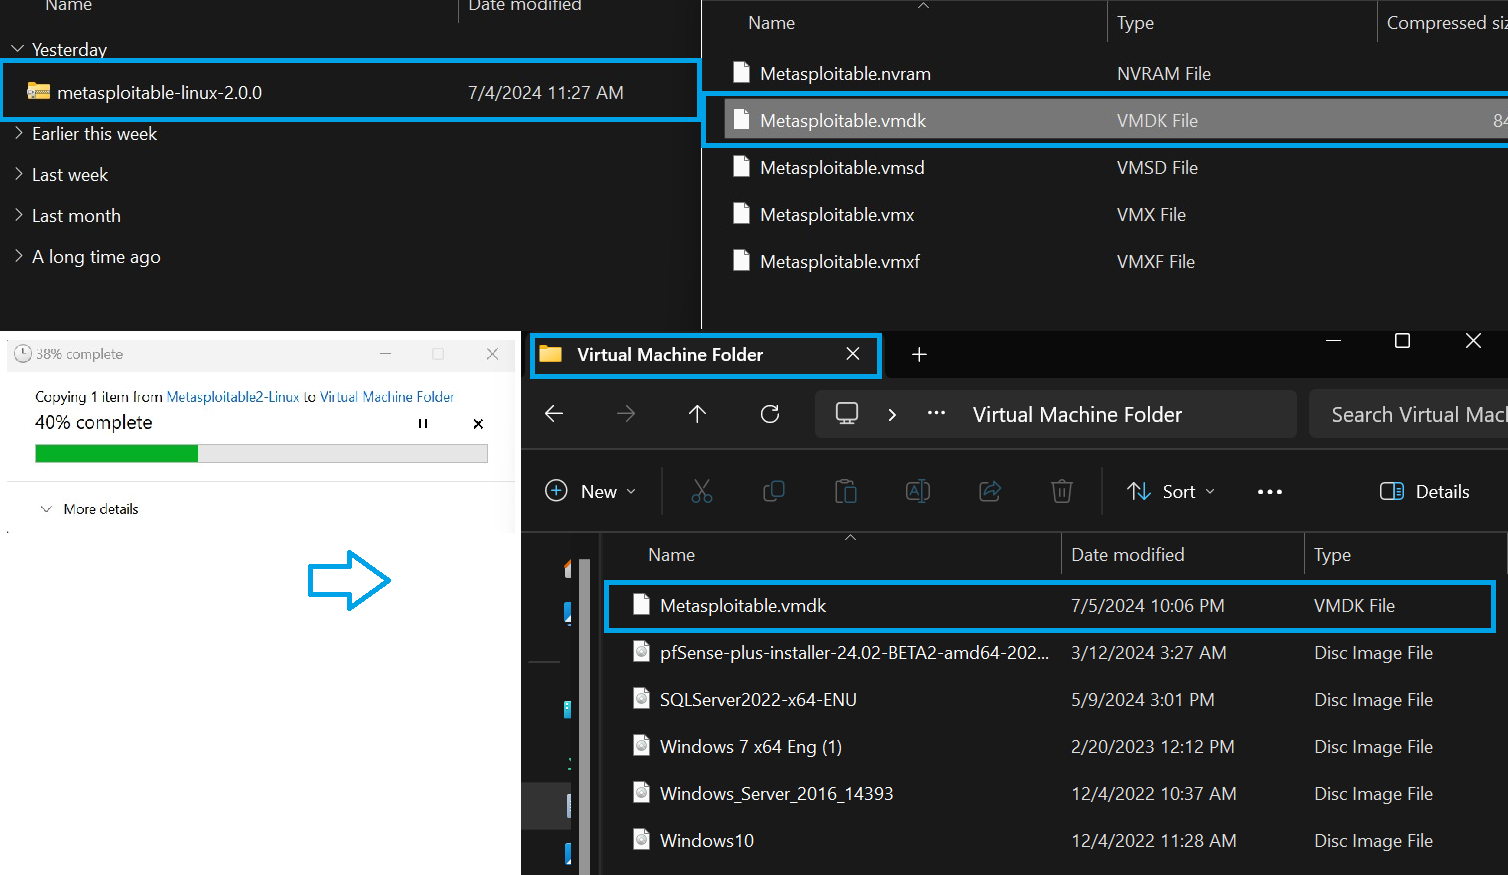 Name Date modified
Yesterday
metasploitable-linux-2.0.0 7/4/2024 11:27 AM
Earlier this week
Last week
Last month
A long time ago
Name Type Compressed siz
Metasploitable.nvram NVRAM File
Metasploitable.vmdk VMDK File 84
Metasploitable.vmsd VMSD File
Metasploitable.vmx VMX File
Metasploitable.vmxf VMXF File
38% complete
Copying 1 item from Metasploitable2-Linux to Virtual Machine Folder
40% complete
More details
Virtual Machine Folder
Virtual Machine Folder Search Virtual Mac
New Sort Details
Name Date modified Type
Metasploitable.vmdk 7/5/2024 10:06 PM VMDK File
pfSense-plus-installer-24.02-BETA2-amd64-202... 3/12/2024 3:27 AM Disc Image File
SQLServer2022-x64-ENU 5/9/2024 3:01 PM Disc Image File
Windows 7 x64 Eng (1) 2/20/2023 12:12 PM Disc Image File
Windows_Server_2016_14393 12/4/2022 10:37 AM Disc Image File
Windows10 12/4/2022 11:28 AM Disc Image File